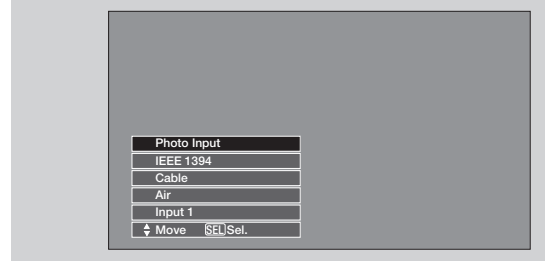 Photo Input
IEEE 1394
Cable
Air
Input 1
Move SEL Sel.